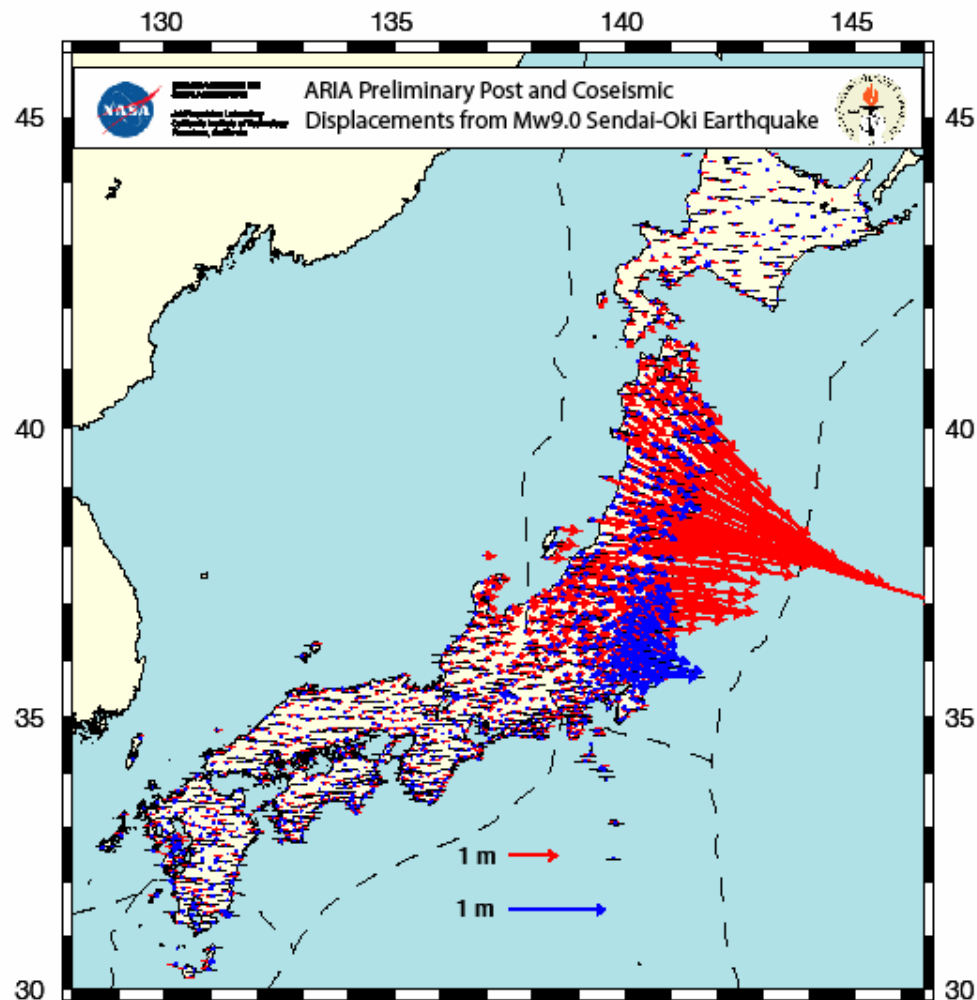 130 135 140 145
NASA
ARIA Preliminary Post and Coseismic
Displacements from Mw9.0 Sendai-Oki Earthquake
45 45
40 40
35 35
1 m
1 m
30 30